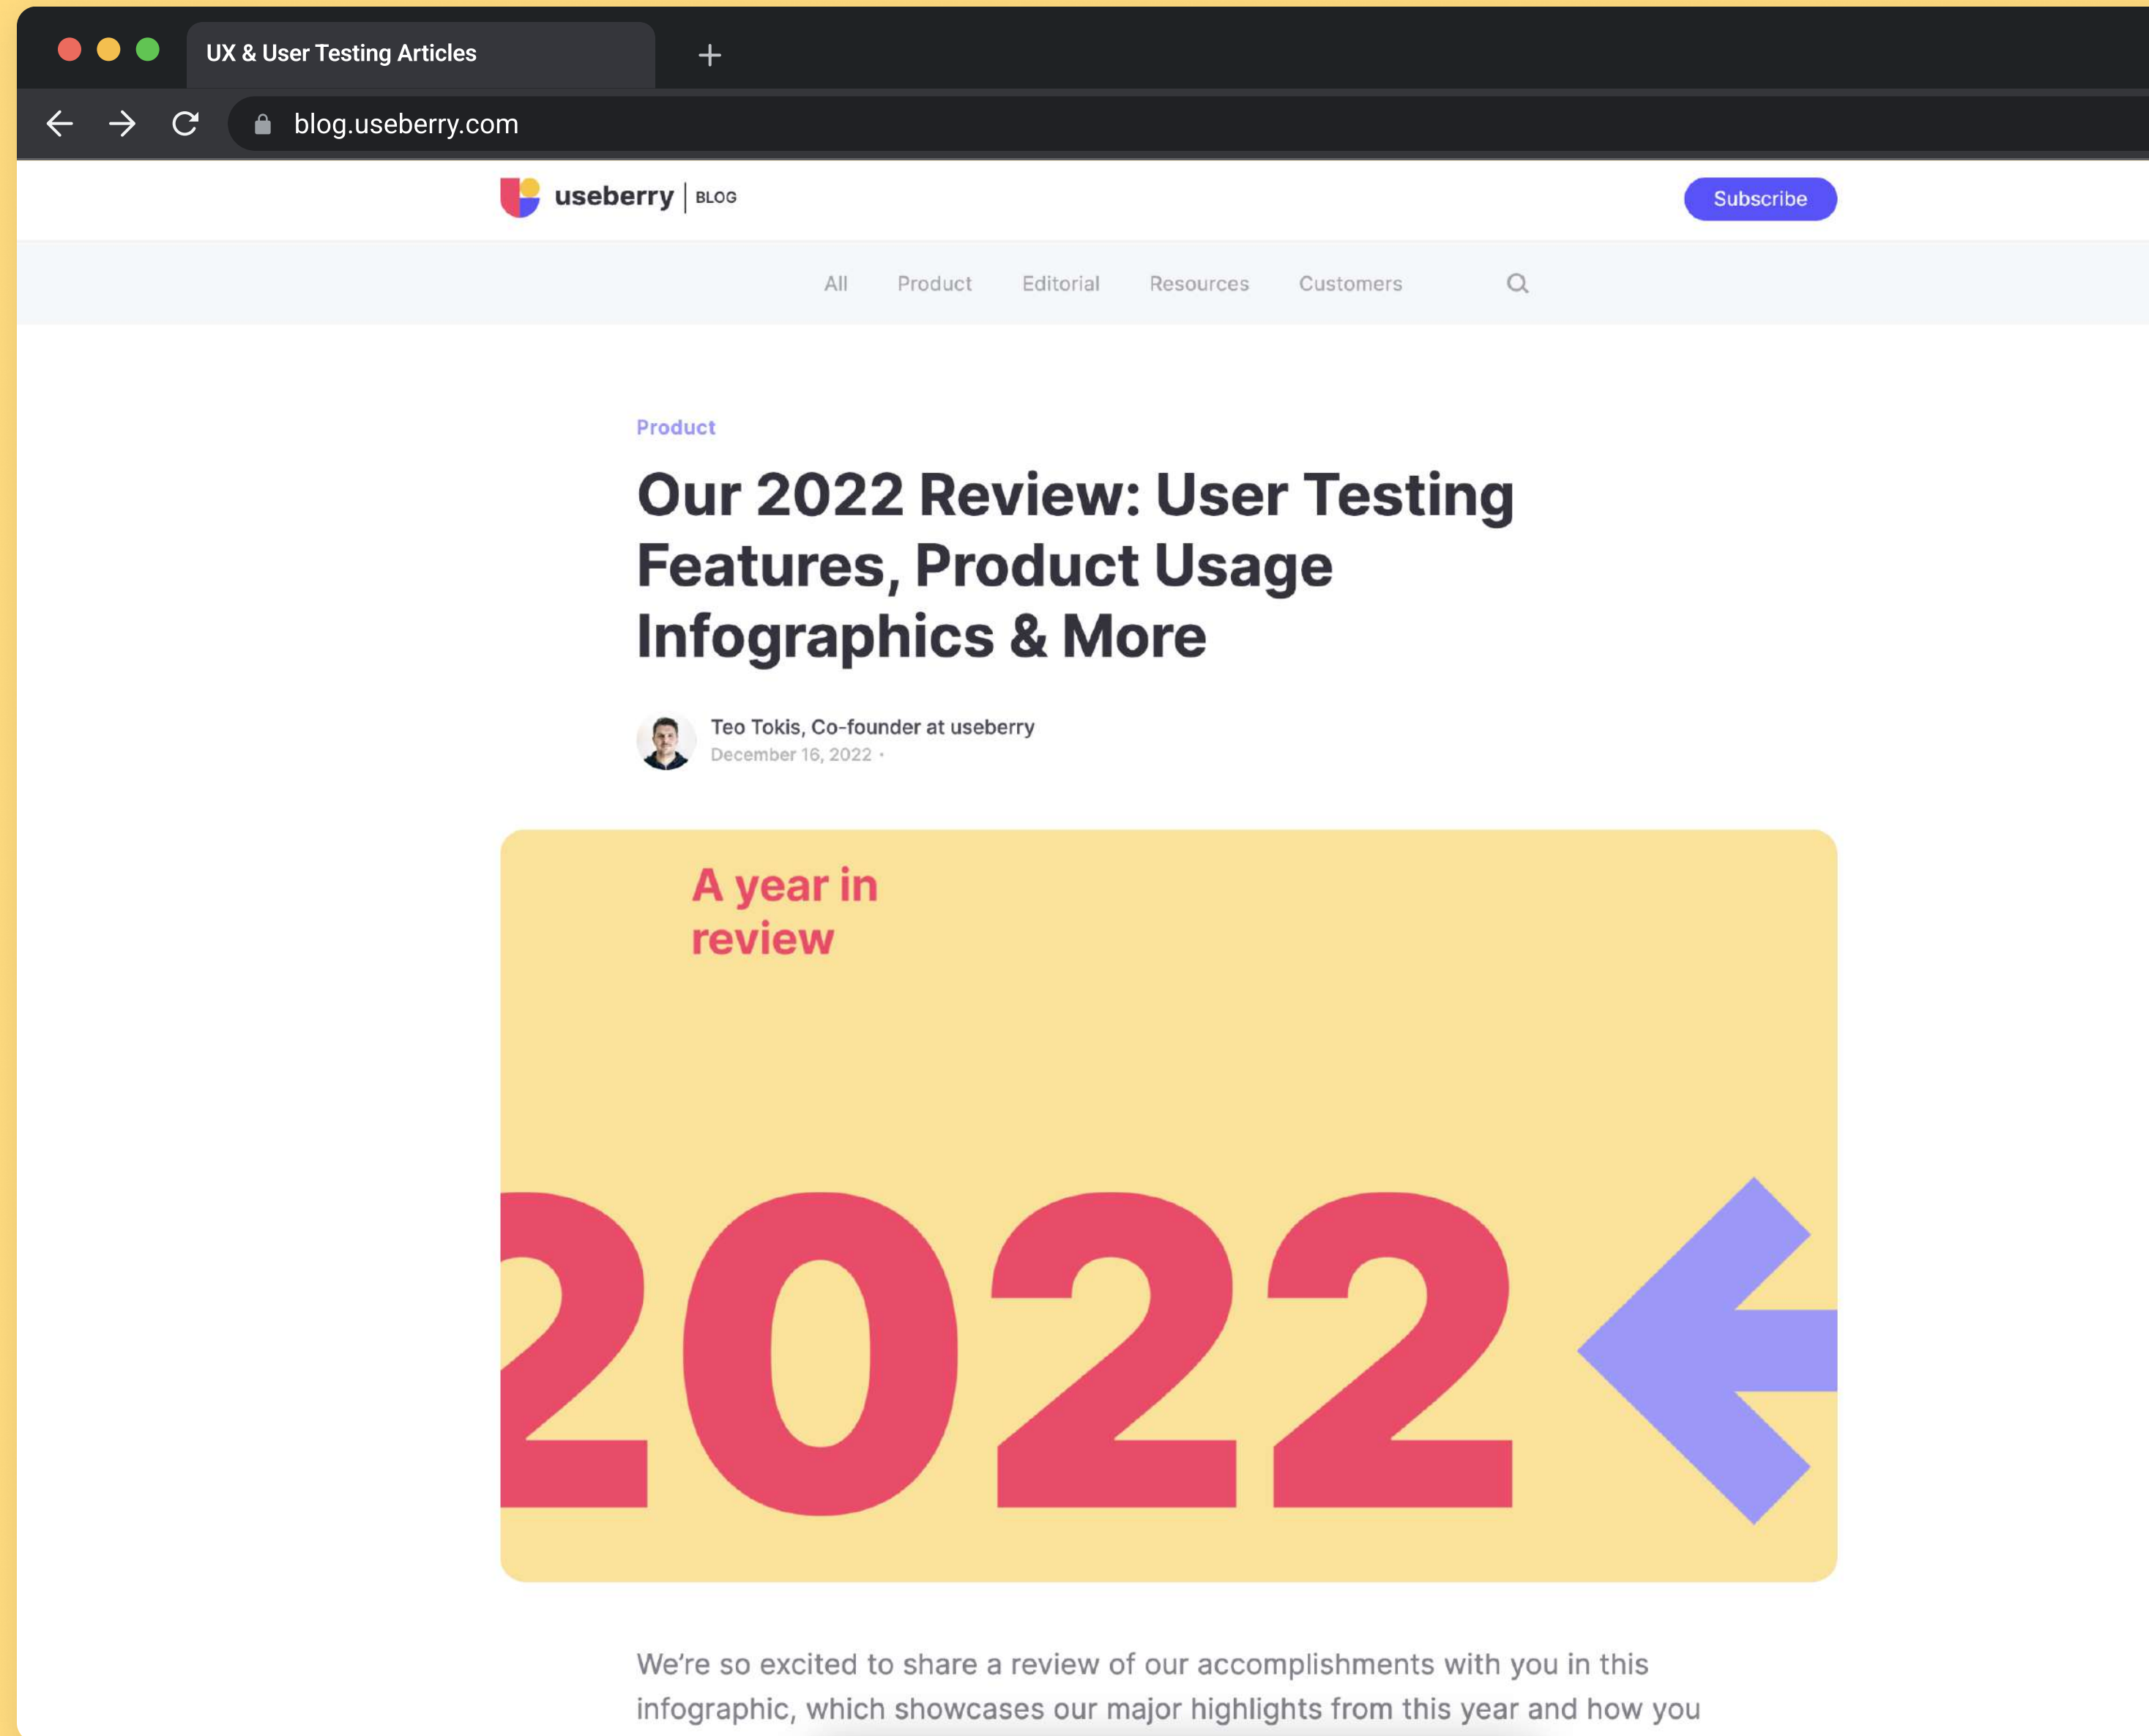 UX & User Testing Articles
blog.useberry.com
useberry | BLOG
Subscribe
All Product Editorial Resources Customers
Product
Our 2022 Review: User Testing
Features, Product Usage
Infographics & More
Teo Tokis, Co-founder at useberry
December 16, 2022 ·
A year in
review
2022
We're so excited to share a review of our accomplishments with you in this
infographic, which showcases our major highlights from this year and how you